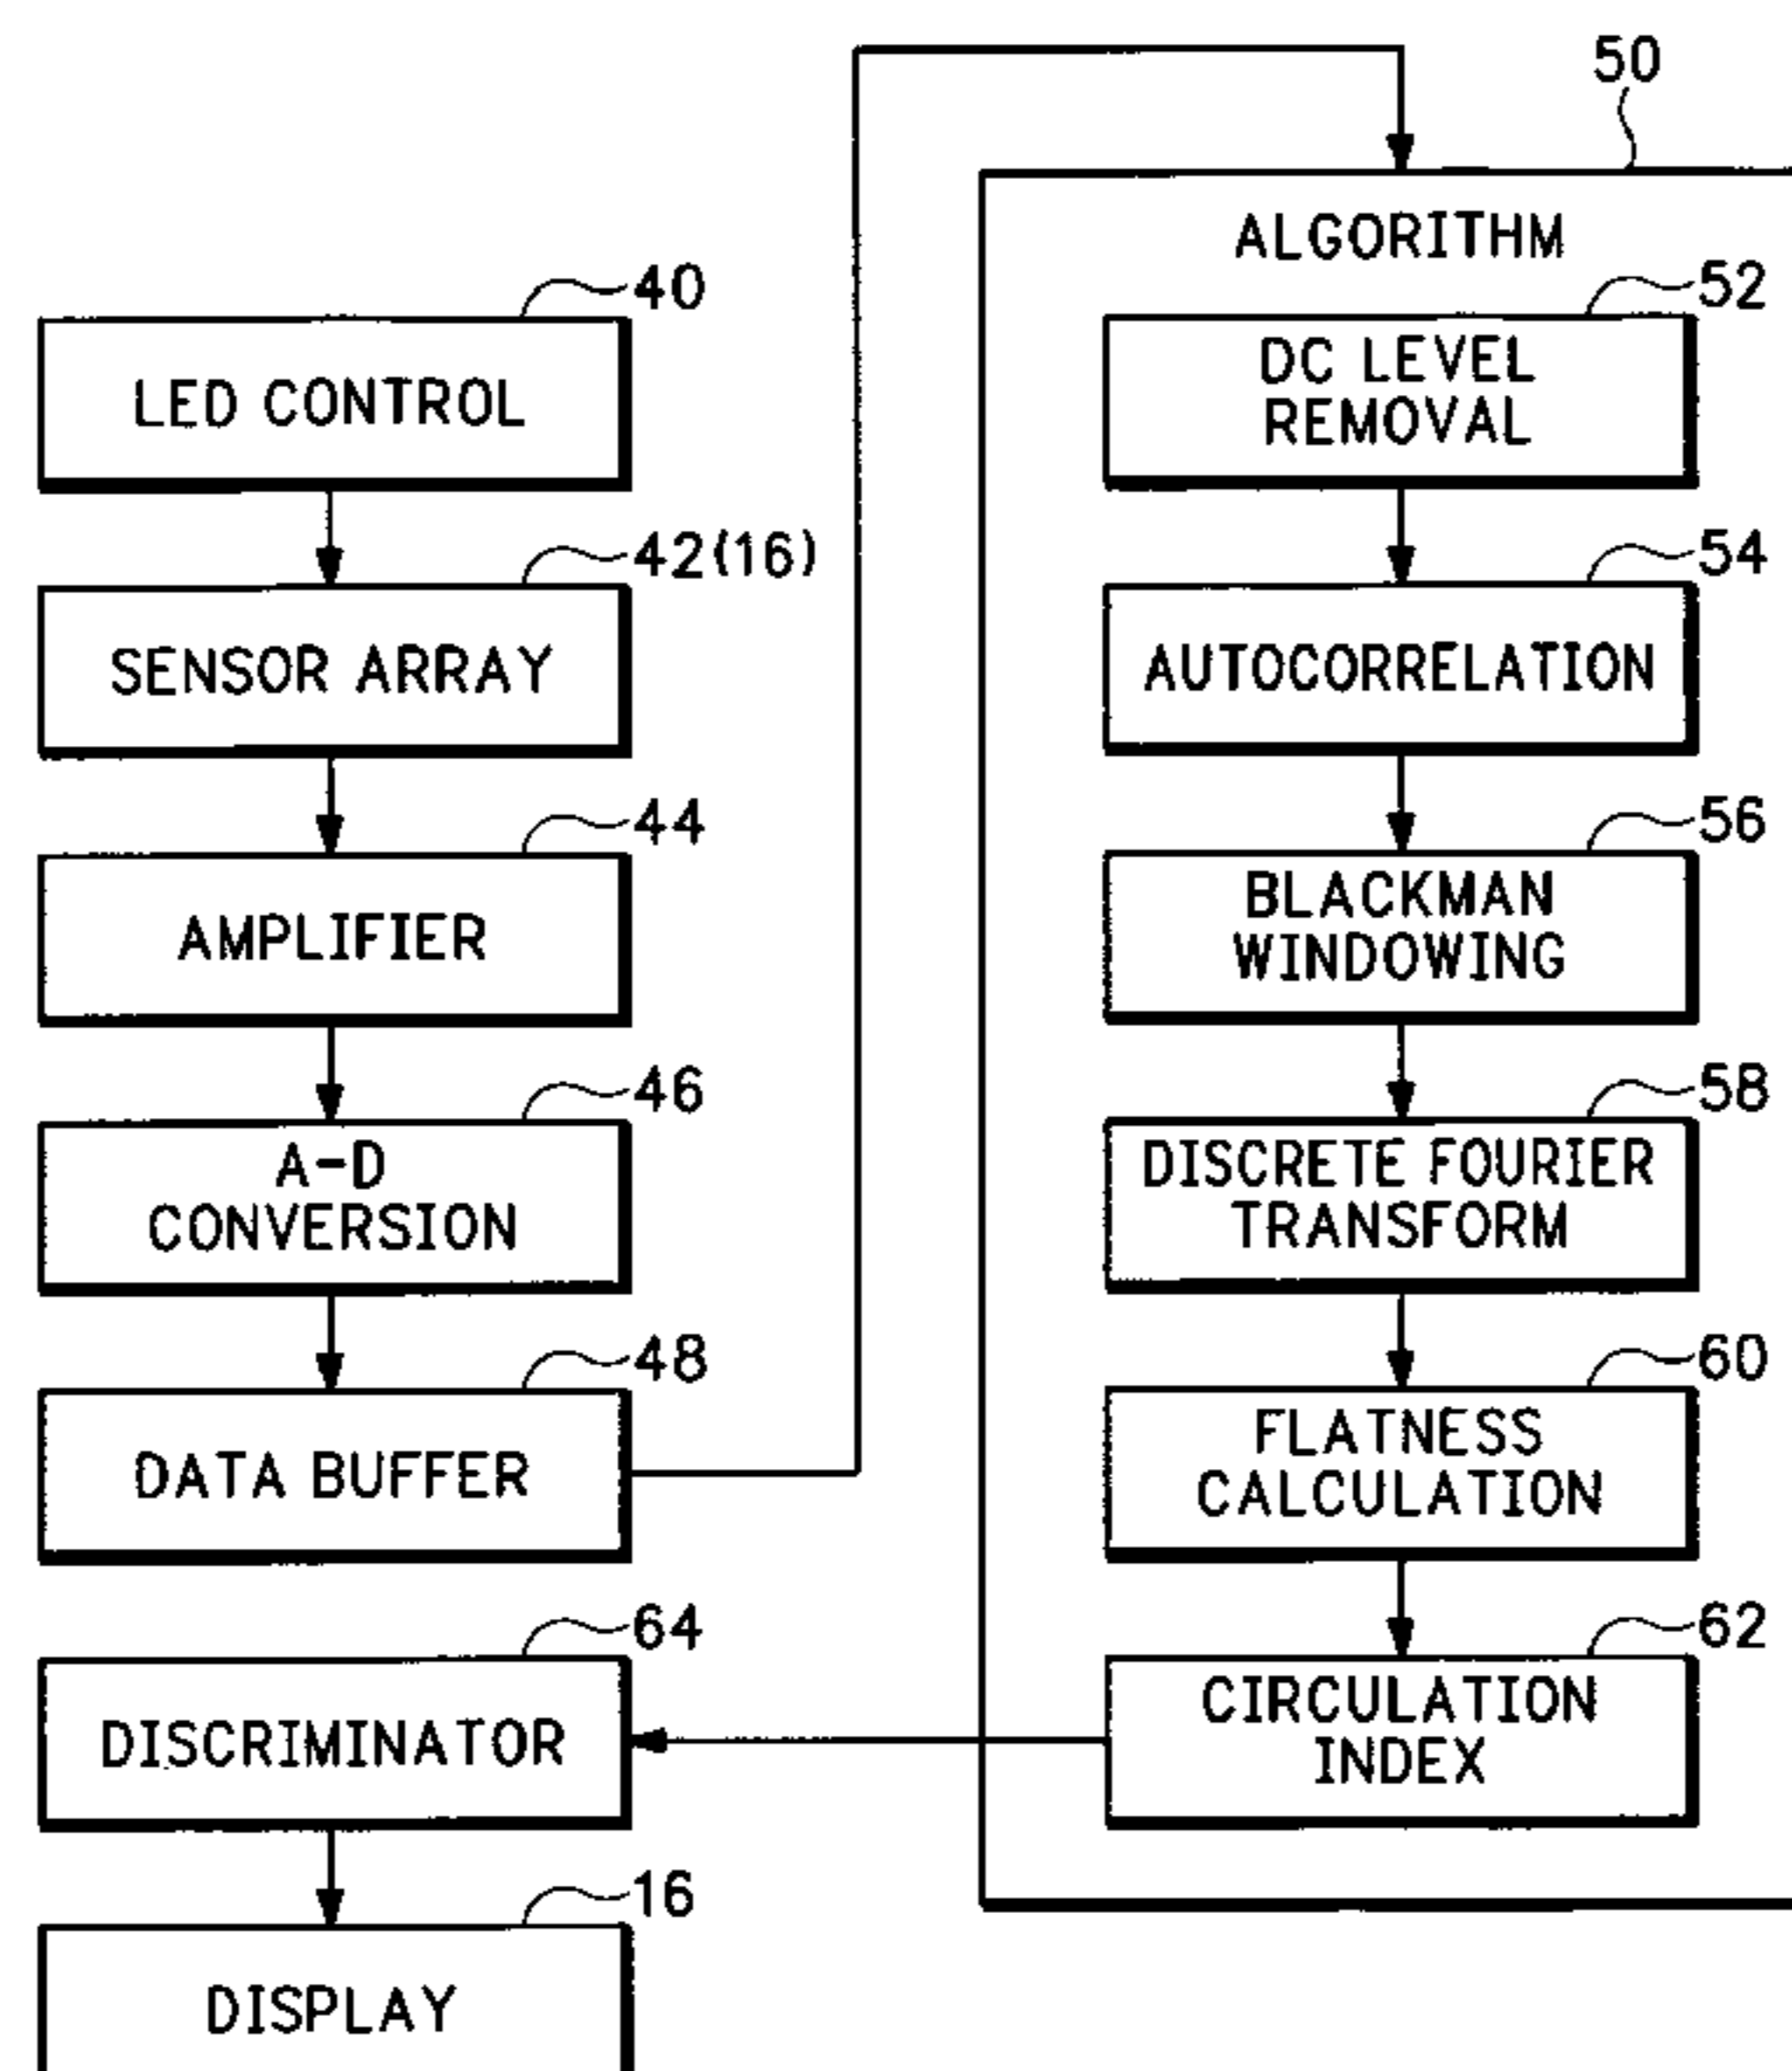 40
LED CONTROL
42(16)
SENSOR ARRAY
44
AMPLIFIER
46
A-D
CONVERSION
48
DATA BUFFER
50
ALGORITHM
52
DC LEVEL
REMOVAL
54
AUTOCORRELATION
56
BLACKMAN
WINDOWING
58
DISCRETE FOURIER
TRANSFORM
60
FLATNESS
CALCULATION
62
CIRCULATION
INDEX
64
DISCRIMINATOR
16
DISPLAY